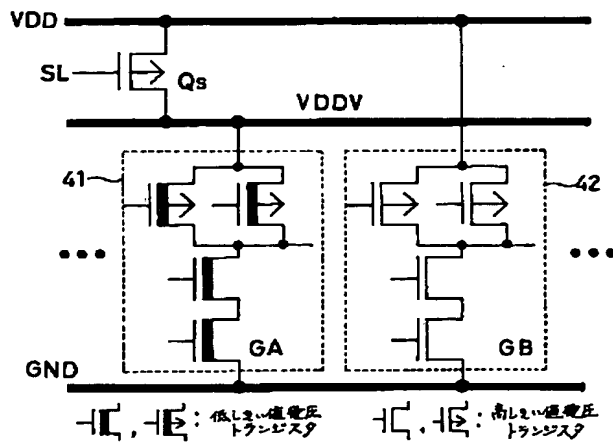 VDD
SL
Qs
VDDV
41
42
GA
GB
GND
, : 低しきい値電圧トランジスタ
, : 高しきい値電圧トランジスタ